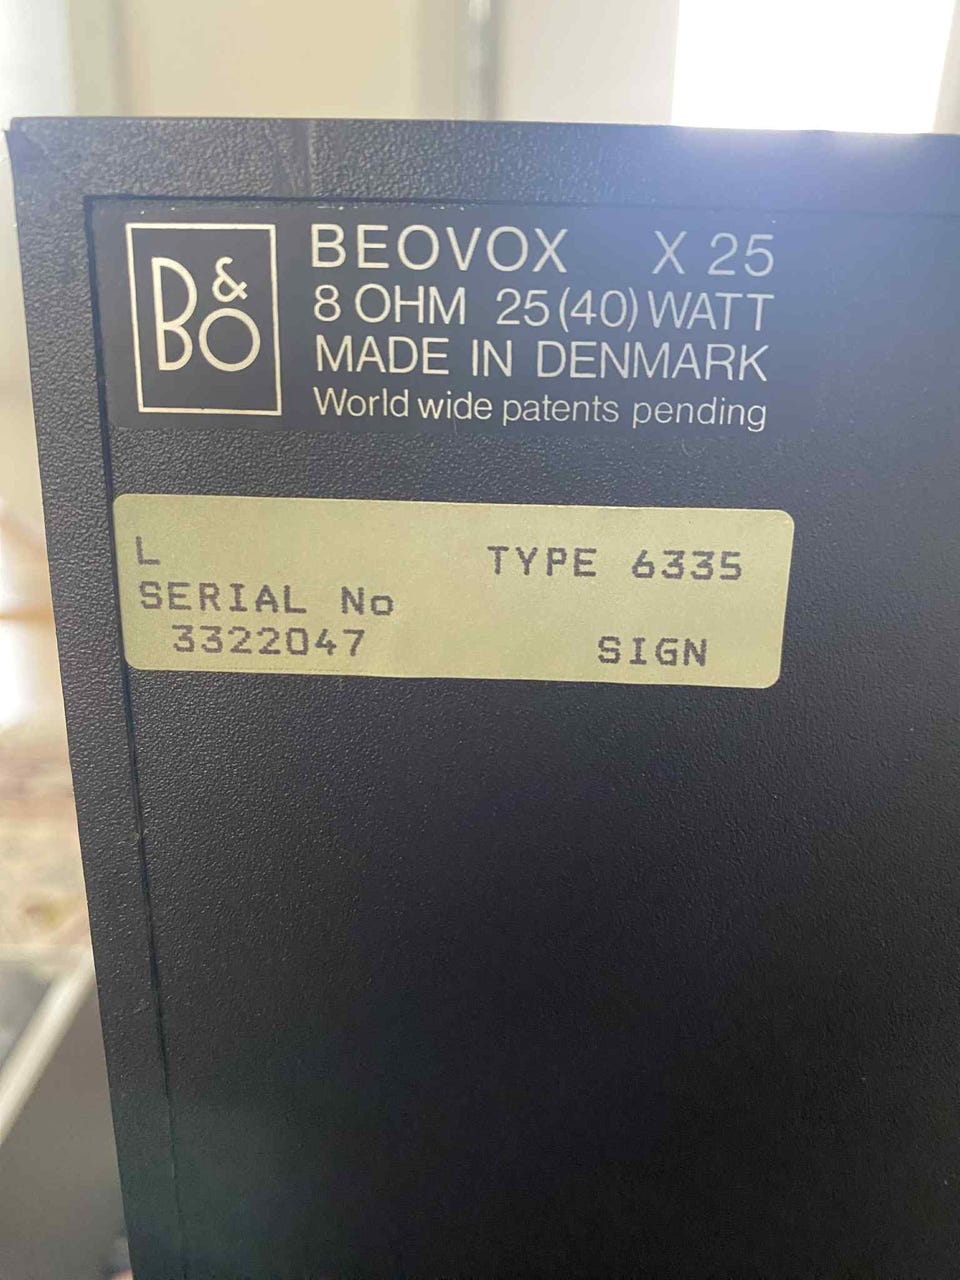 B&O
BEOVOX X 25
8 OHM 25(40) WATT
MADE IN DENMARK
World wide patents pending
L TYPE 6335
SERIAL No
3322047 SIGN